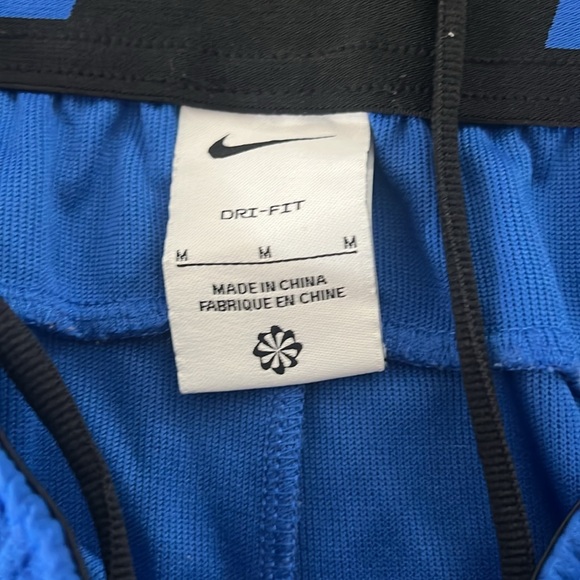 DRI-FIT
M M M
MADE IN CHINA
FABRIQUE EN CHINE